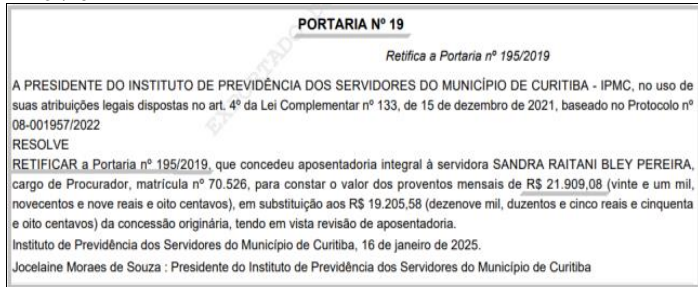 PORTARIA Nº 19
Retifica a Portaria nº 195/2019
A PRESIDENTE DO INSTITUTO DE PREVIDÊNCIA DOS SERVIDORES DO MUNICÍPIO DE CURITIBA - IPMC, no uso de
suas atribuições legais dispostas no art. 4º da Lei Complementar nº 133, de 15 de dezembro de 2021, baseado no Protocolo nº
08-001957/2022
RESOLVE
RETIFICAR a Portaria nº 195/2019, que concedeu aposentadoria integral à servidora SANDRA RAITANI BLEY PEREIRA,
cargo de Procurador, matrícula nº 70.526, para constar o valor dos proventos mensais de R$ 21.909,08 (vinte e um mil,
novecentos e nove reais e oito centavos), em substituição aos R$ 19.205,58 (dezenove mil, duzentos e cinco reais e cinquenta
e oito centavos) da concessão originária, tendo em vista revisão de aposentadoria.
Instituto de Previdência dos Servidores do Município de Curitiba, 16 de janeiro de 2025.
Jocelaine Moraes de Souza : Presidente do Instituto de Previdência dos Servidores do Município de Curitiba